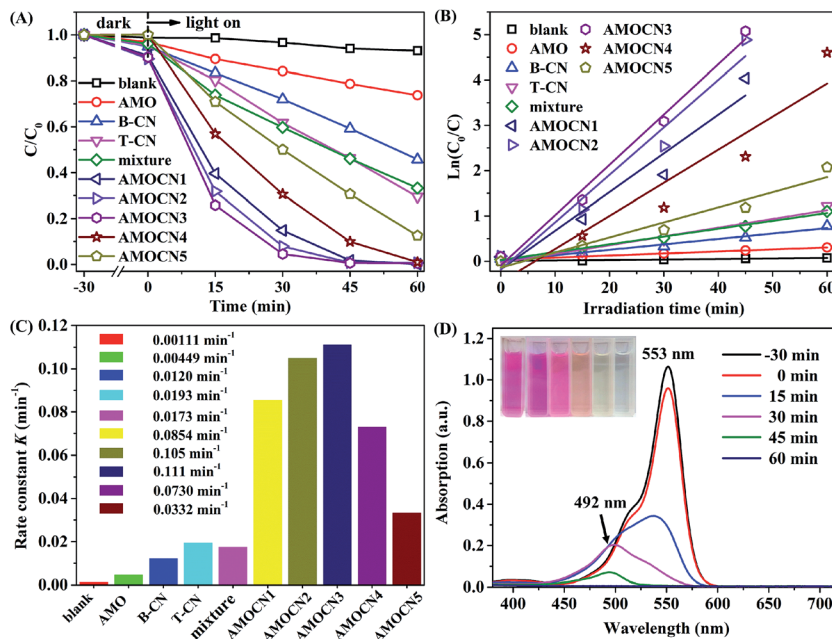 (A)
dark
light on
C/C0
1.0
0.8
0.6
0.4
0.2
0.0
blank
AMO
B-CN
T-CN
mixture
AMOCN1
AMOCN2
AMOCN3
AMOCN4
AMOCN5
-30
0
15
30
45
60
Time (min)
(B)
Ln(C0/C)
5
4
3
2
1
0
blank
AMO
B-CN
T-CN
mixture
AMOCN1
AMOCN2
AMOCN3
AMOCN4
AMOCN5
0
10
20
30
40
50
60
Irradiation time (min)
(C)
Rate constant K (min-1)
0.12
0.10
0.08
0.06
0.04
0.02
0.00
0.00111 min-1
0.00449 min-1
0.0120 min-1
0.0193 min-1
0.0173 min-1
0.0854 min-1
0.105 min-1
0.111 min-1
0.0730 min-1
0.0332 min-1
blank
AMO
B-CN
T-CN
mixture
AMOCN1
AMOCN2
AMOCN3
AMOCN4
AMOCN5
(D)
Absorption (a.u.)
1.2
1.0
0.8
0.6
0.4
0.2
0.0
553 nm
492 nm
-30 min
0 min
15 min
30 min
45 min
60 min
400
450
500
550
600
650
700
Wavelength (nm)